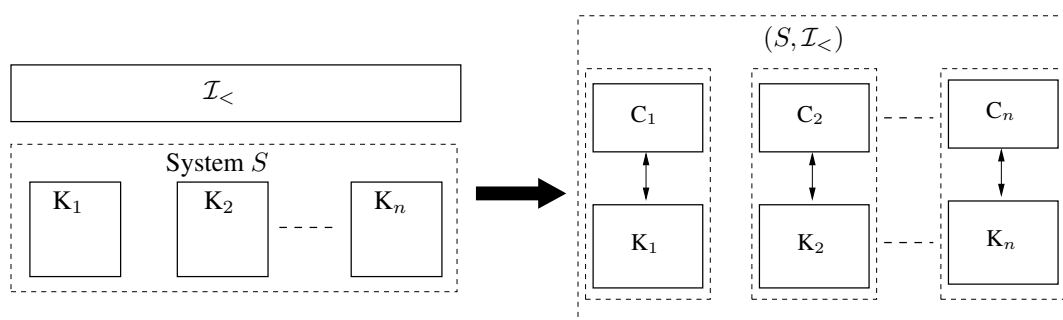 𝓘<
System S
K₁ K₂ Kₙ
(S, 𝓘<)
C₁ C₂ Cₙ
K₁ K₂ Kₙ